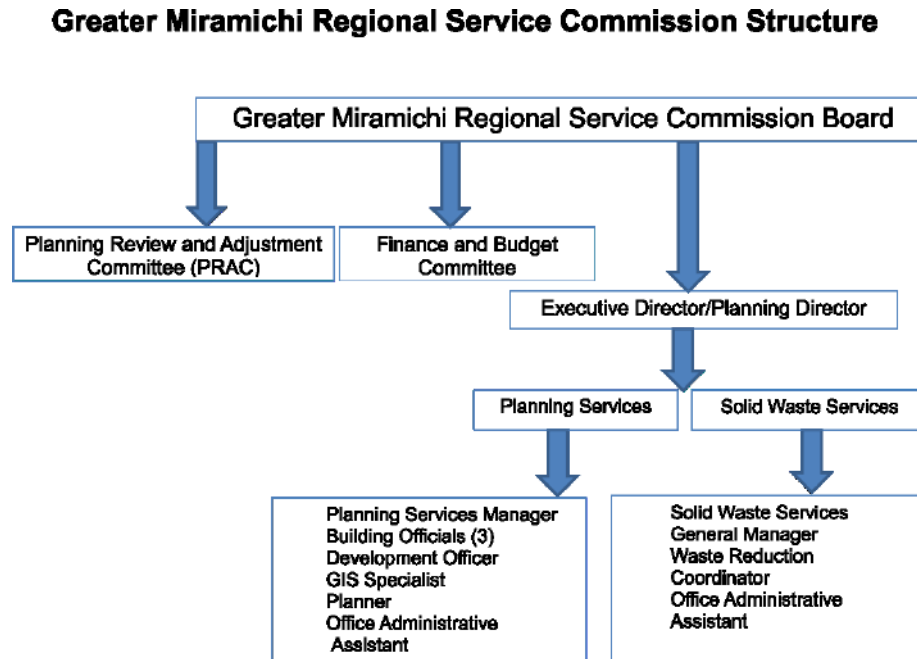 Greater Miramichi Regional Service Commission Structure
Greater Miramichi Regional Service Commission Board
Planning Review and Adjustment
Committee (PRAC)
Finance and Budget
Committee
Executive Director/Planning Director
Planning Services
Solid Waste Services
Planning Services Manager
Building Officials (3)
Development Officer
GIS Specialist
Planner
Office Administrative
Assistant
Solid Waste Services
General Manager
Waste Reduction
Coordinator
Office Administrative
Assistant